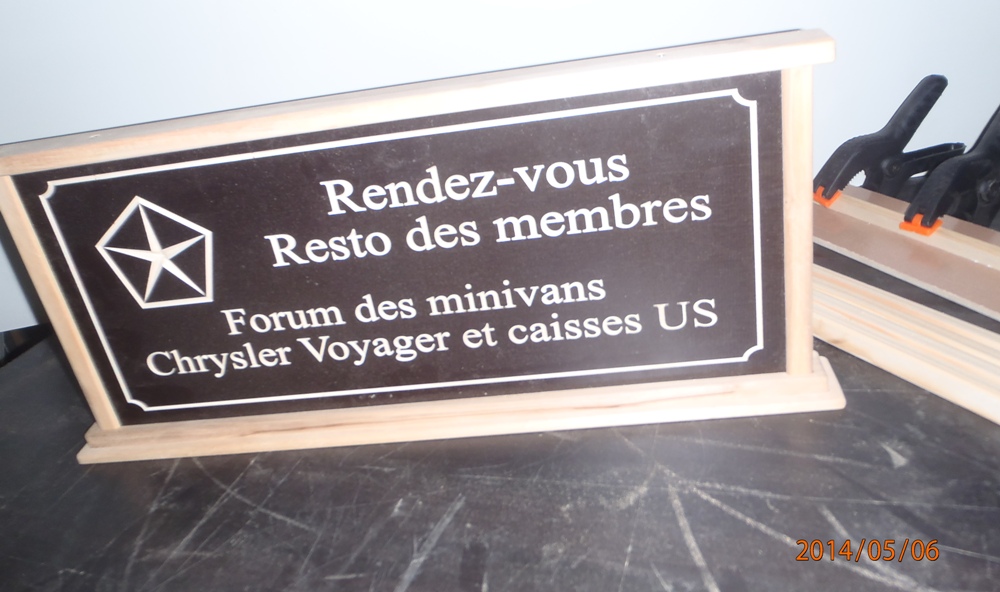 Rendez-vous
Resto des membres
Forum des minivans
Chrysler Voyager et caisses US
2014/05/06